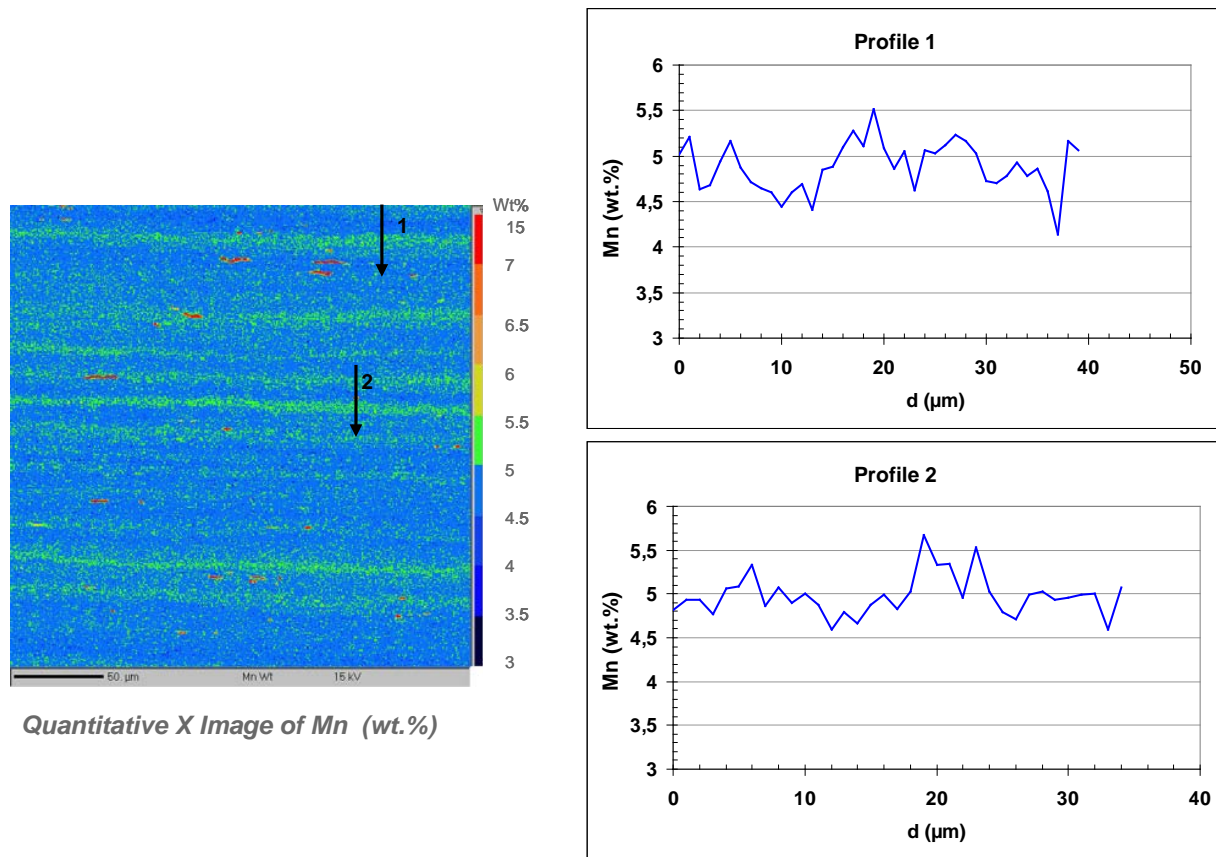 Wt%
15
7
6.5
6
5.5
5
4.5
4
3.5
3
1
2
50. µm Mn Wt 15 kV
Quantitative X Image of Mn (wt.%)
Profile 1
Mn (wt.%)
6
5,5
5
4,5
4
3,5
3
0 10 20 30 40 50
d (µm)
Profile 2
Mn (wt.%)
6
5,5
5
4,5
4
3,5
3
0 10 20 30 40
d (µm)